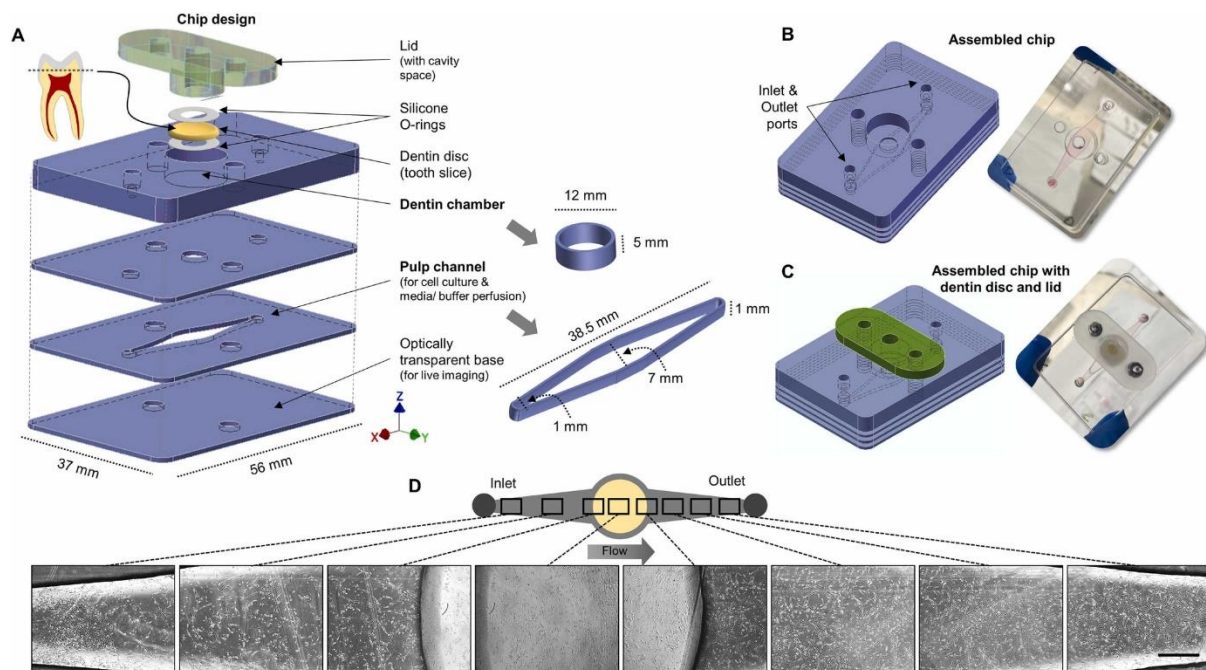 A
Chip design
Lid
(with cavity
space)
Silicone
O-rings
Dentin disc
(tooth slice)
Dentin chamber
12 mm
5 mm
Pulp channel
(for cell culture &
media/ buffer perfusion)
38.5 mm
1 mm
7 mm
1 mm
Optically
transparent base
(for live imaging)
Z
X
Y
37 mm
56 mm
B
Assembled chip
Inlet &
Outlet
ports
C
Assembled chip with
dentin disc and lid
D
Inlet
Outlet
Flow